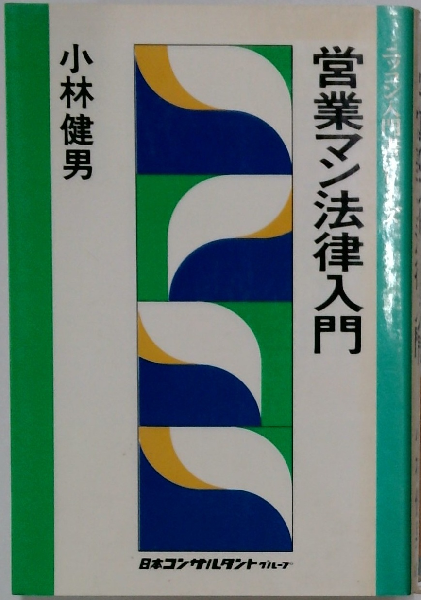 営業マン法律入門
小林健男
日本コンサルタントグループ